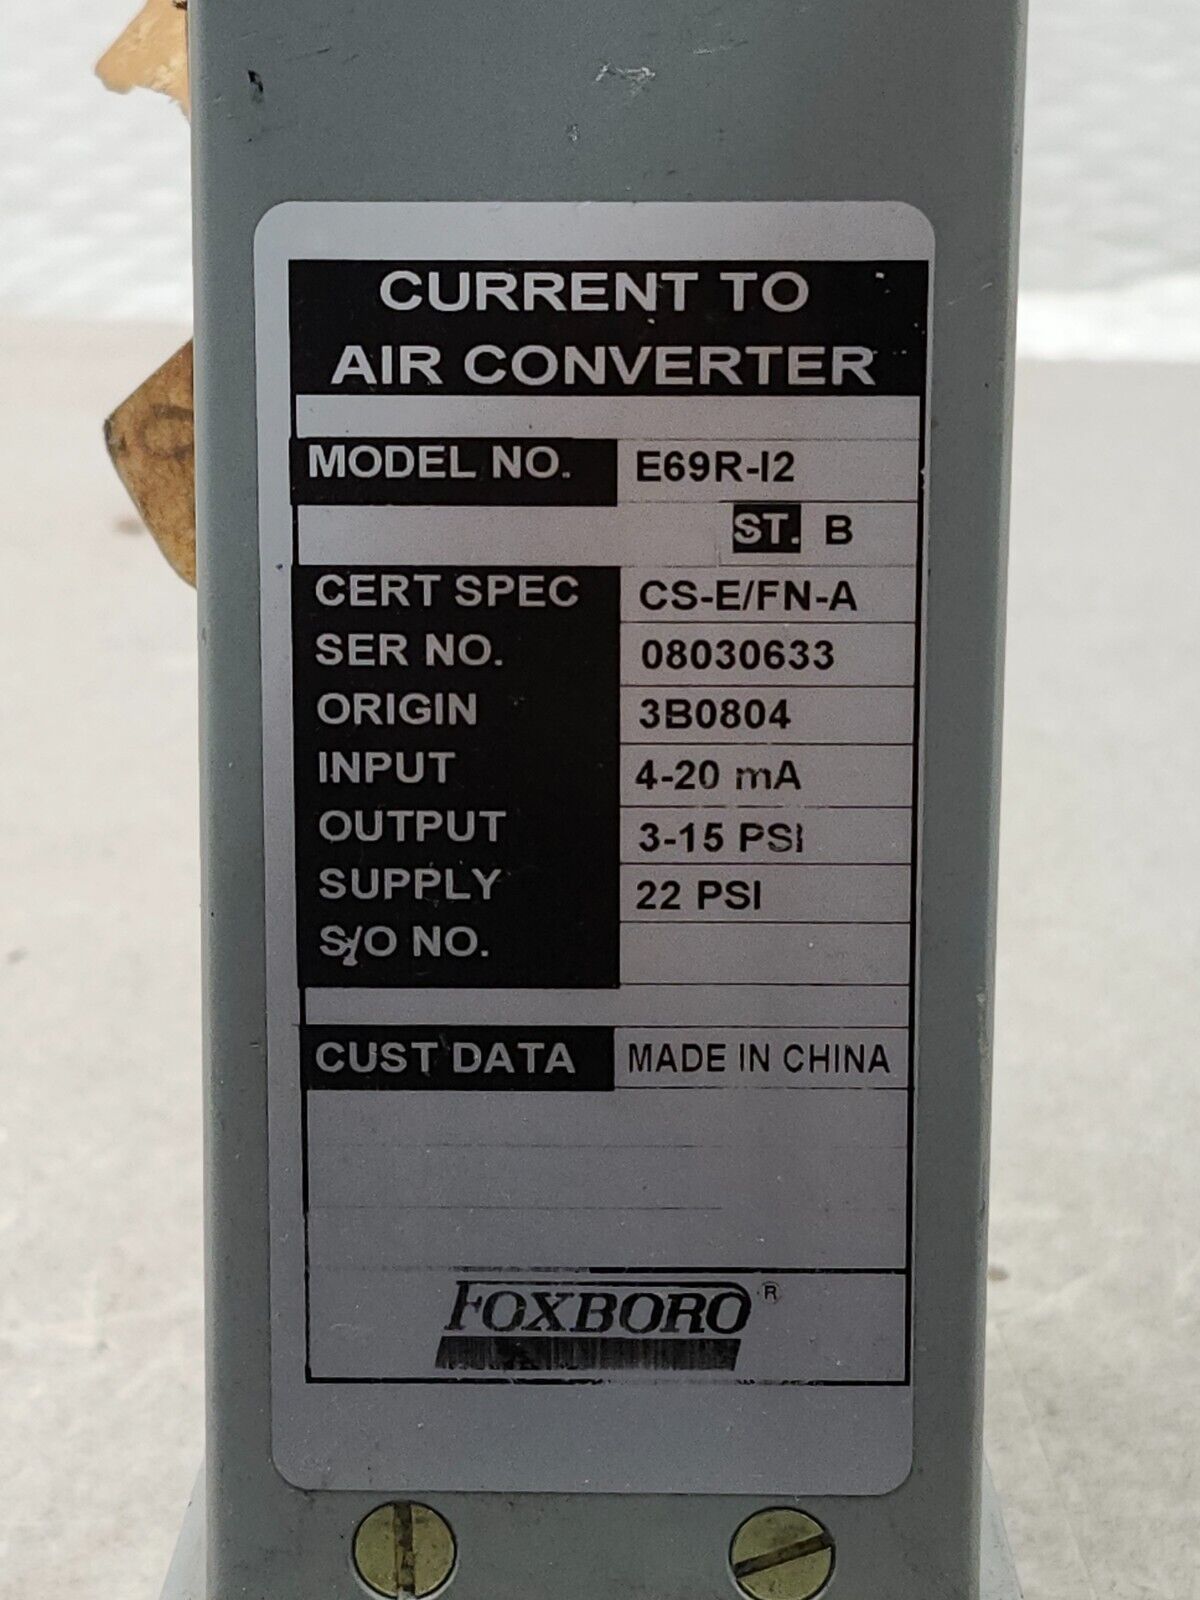 CURRENT TO
AIR CONVERTER
MODEL NO. E69R-I2
ST. B
CERT SPEC CS-E/FN-A
SER NO. 08030633
ORIGIN 3B0804
INPUT 4-20 mA
OUTPUT 3-15 PSI
SUPPLY 22 PSI
S/O NO.
CUST DATA MADE IN CHINA
FOXBORO ®